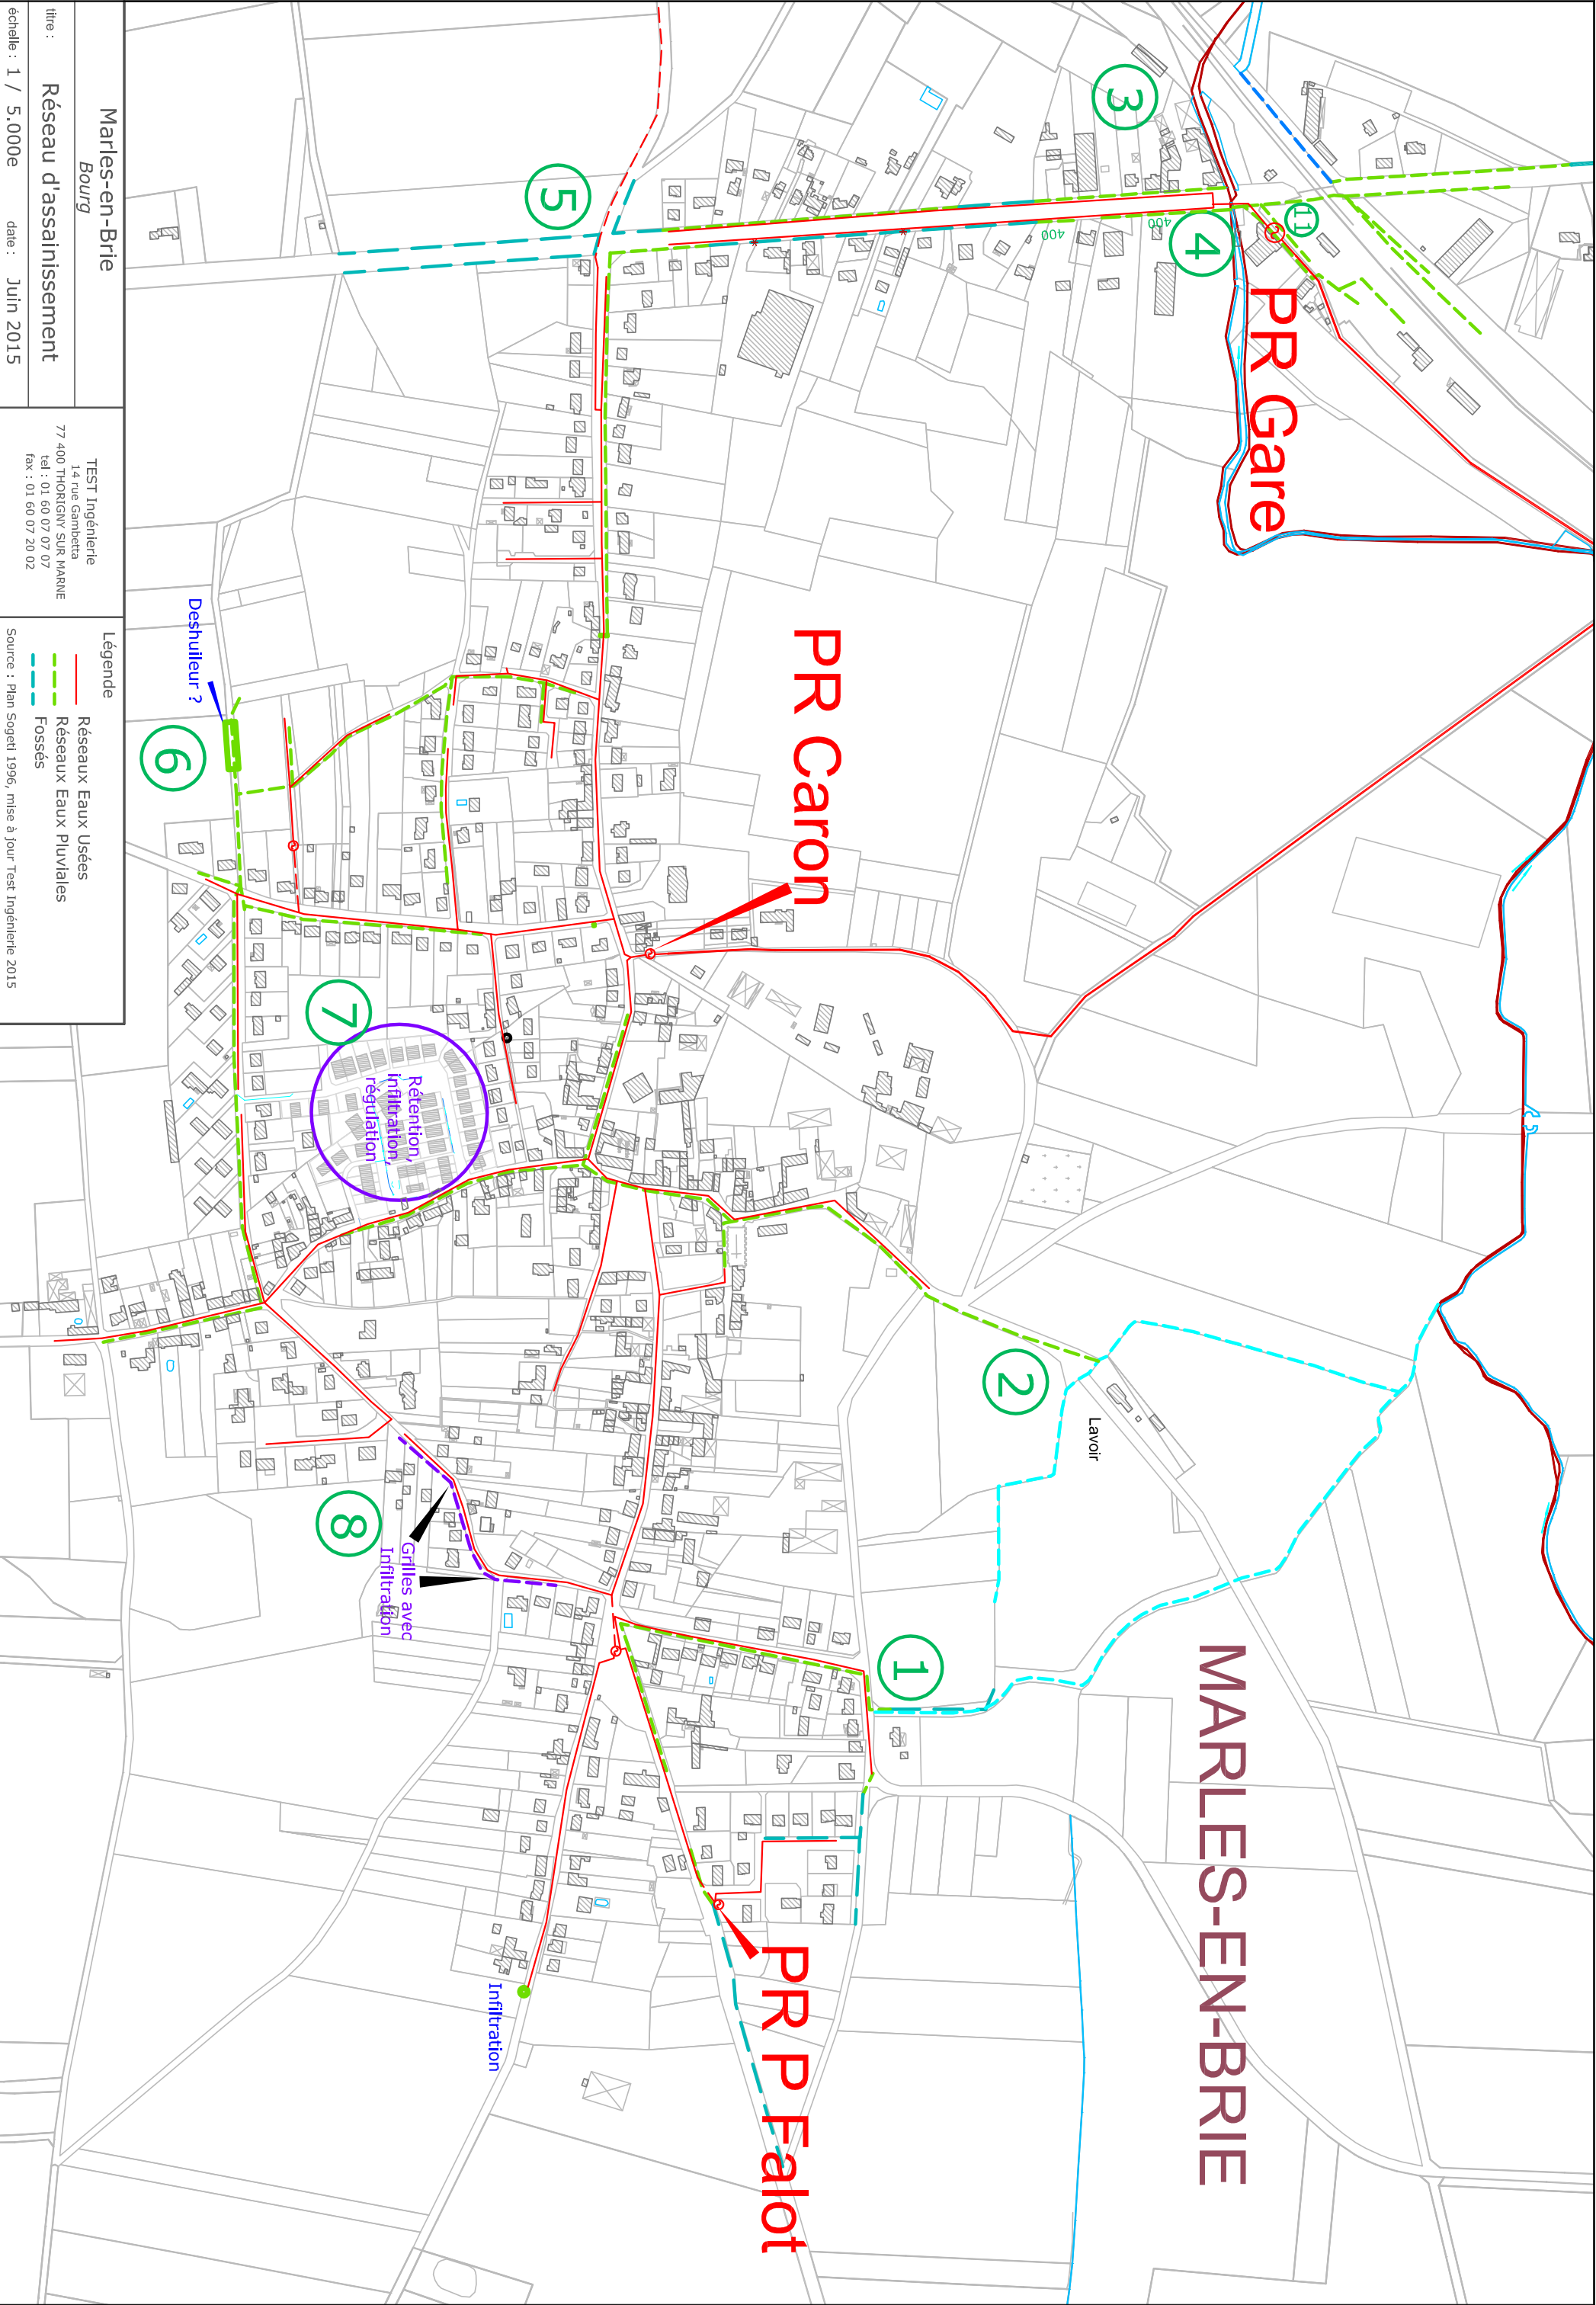 MARLES-EN-BRIE
PR Gare
PR Caron
PR P Falot
Lavoir
1
2
3
4
5
6
7
8
11
400
400
Deshuileur ?
Rétention,
infiltration,
régulation
Grilles avec
Infiltration
Infiltration
Marles-en-Brie
Bourg
titre : Réseau d'assainissement
échelle : 1 / 5.000e date : Juin 2015
TEST Ingénierie
14 rue Gambetta
77 400 THORIGNY SUR MARNE
tel : 01 60 07 07 07
fax : 01 60 07 20 02
Légende
Réseaux Eaux Usées
Réseaux Eaux Pluviales
Fossés
Source : Plan Sogeti 1996, mise à jour Test Ingénierie 2015